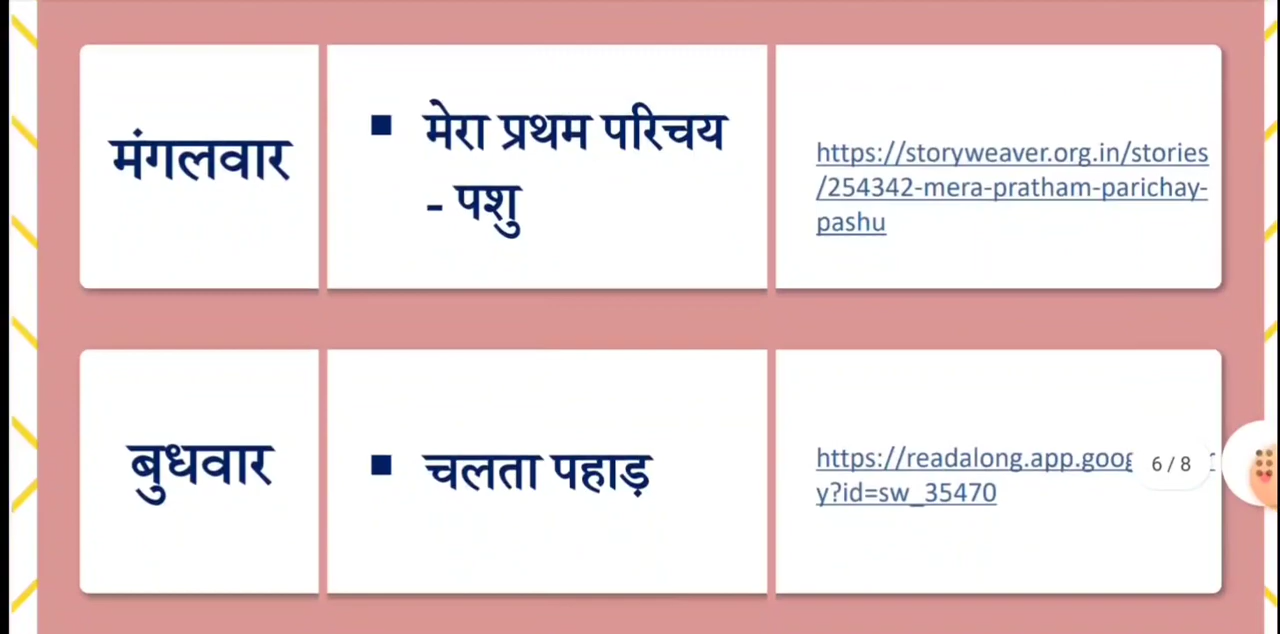 मंगलवार
■ मेरा प्रथम परिचय
- पशु
https://storyweaver.org.in/stories
/254342-mera-pratham-parichay-
pashu
बुधवार
■ चलता पहाड़
https://readalong.app.goog
y?id=sw_35470
6 / 8